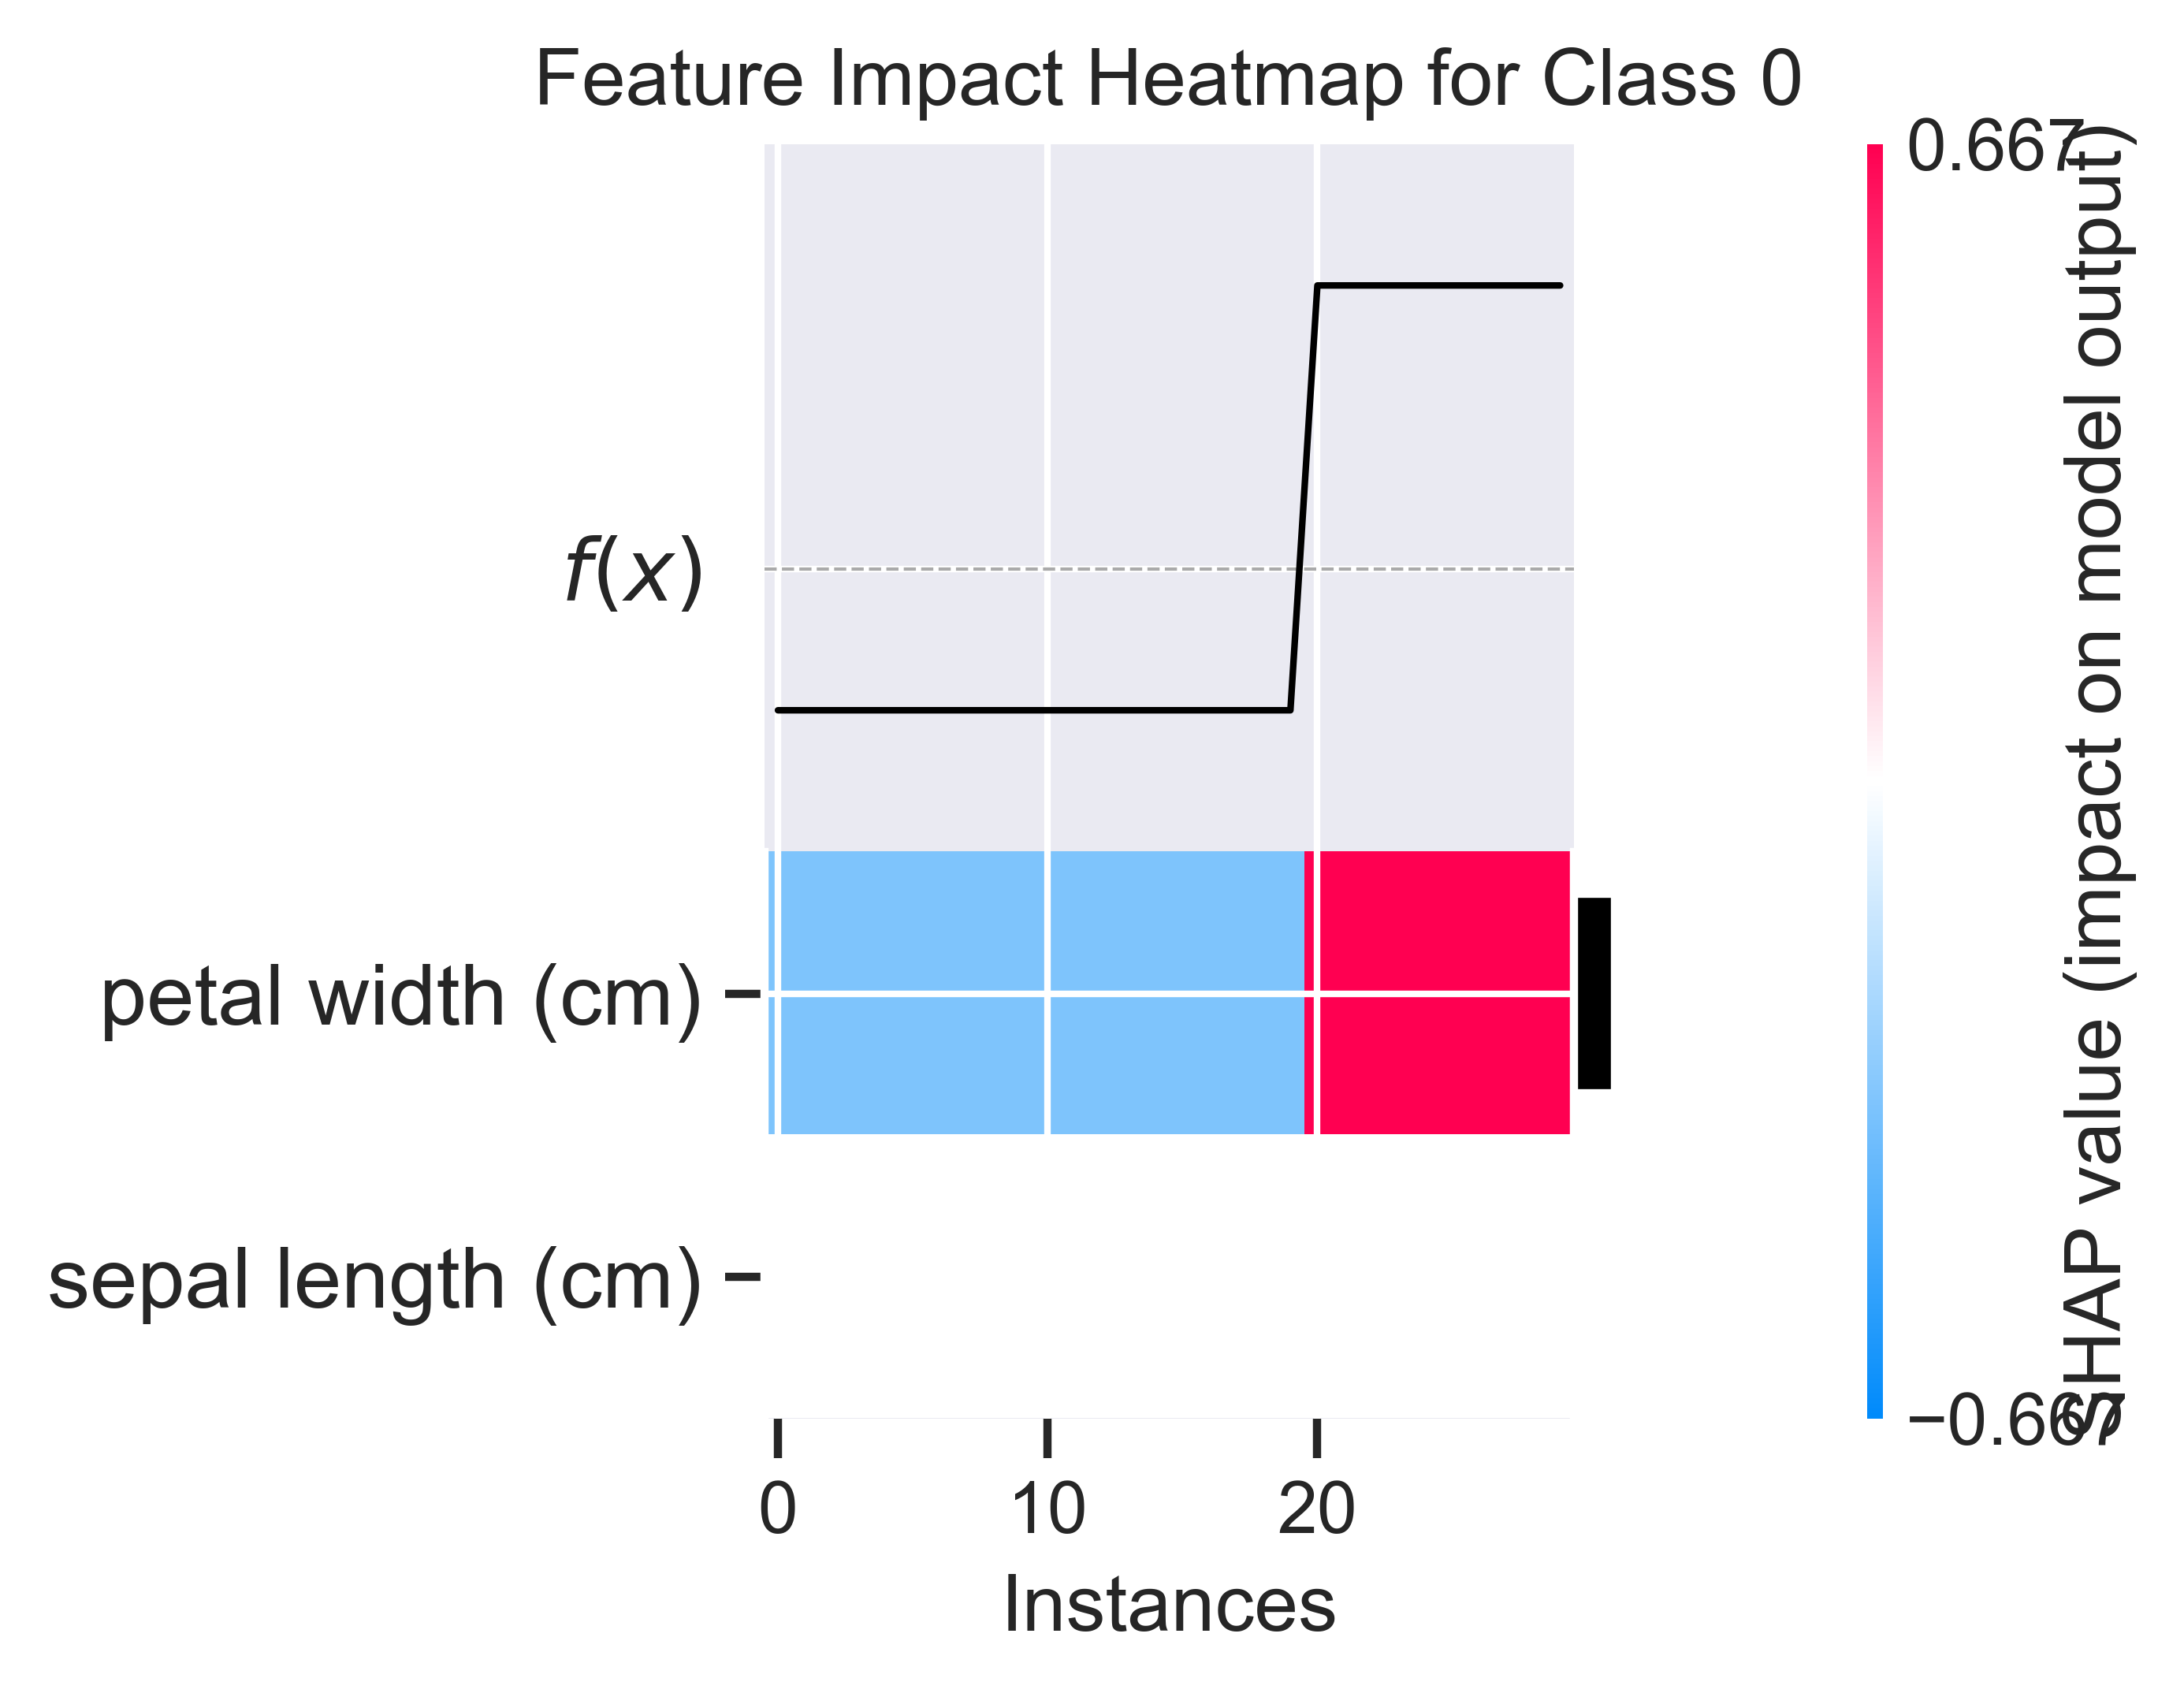 Feature Impact Heatmap for Class 0
0.667
f(x)
petal width (cm)
sepal length (cm)
−0.667
SHAP value (impact on model output)
0 10 20
Instances